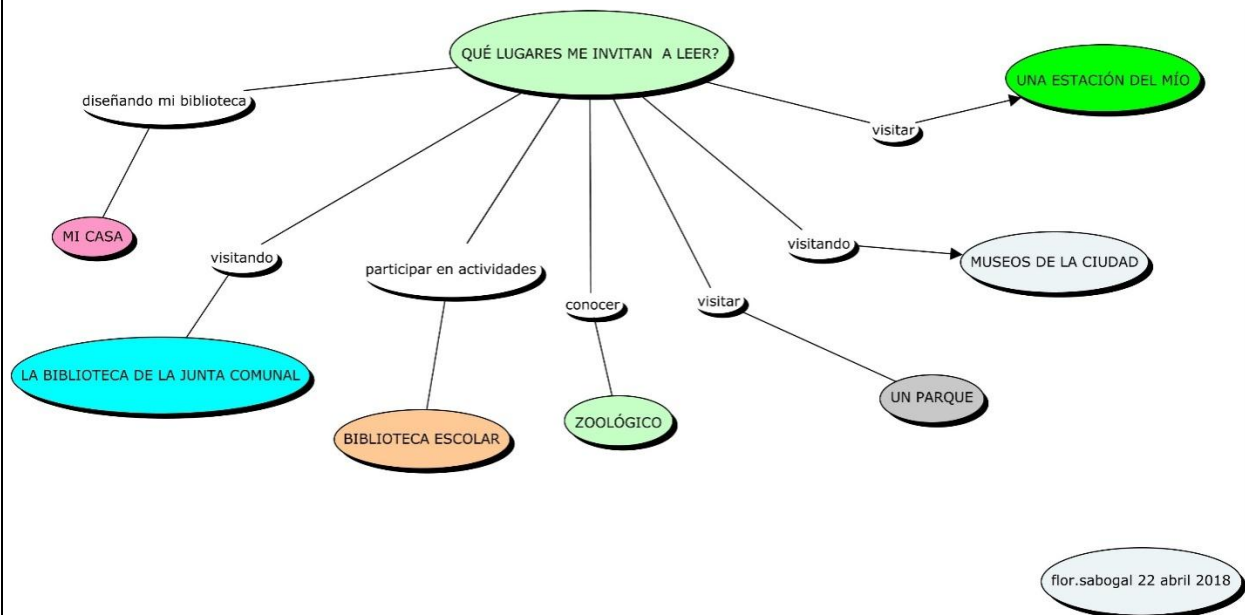 QUÉ LUGARES ME INVITAN A LEER?
UNA ESTACIÓN DEL MÍO
diseñando mi biblioteca
visitar
MI CASA
visitando
visitando
MUSEOS DE LA CIUDAD
participar en actividades
conocer
visitar
LA BIBLIOTECA DE LA JUNTA COMUNAL
UN PARQUE
BIBLIOTECA ESCOLAR
ZOOLÓGICO
flor.sabogal 22 abril 2018